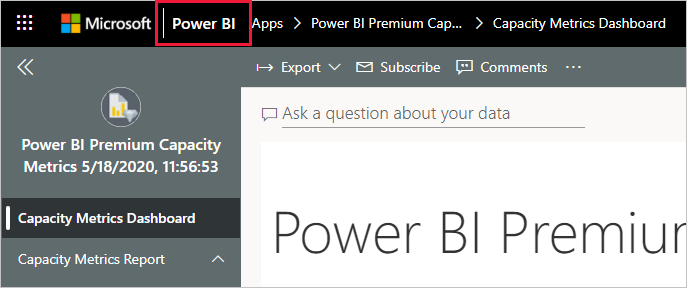 Microsoft Power BI Apps > Power BI Premium Cap... > Capacity Metrics Dashboard
Export Subscribe Comments ...
Ask a question about your data
Power BI Premium Capacity
Metrics 5/18/2020, 11:56:53
Capacity Metrics Dashboard
Capacity Metrics Report
Power BI Premiu